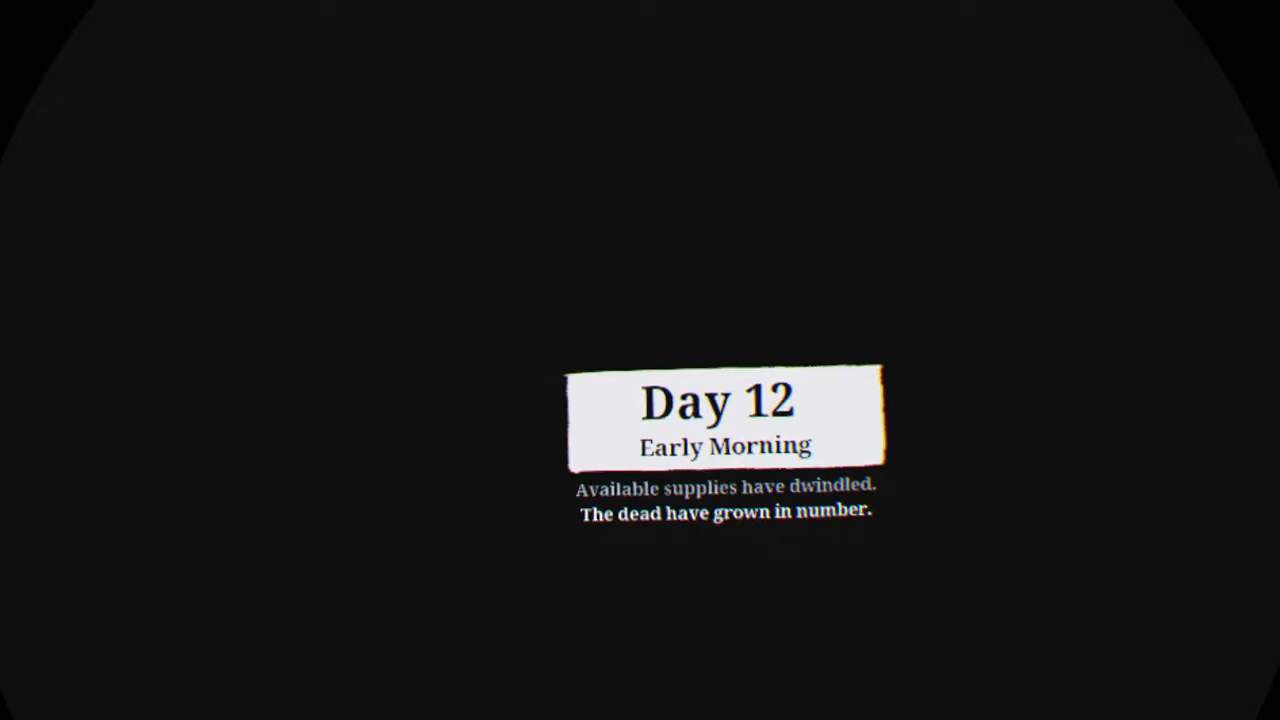 Day 12
Early Morning
Available supplies have dwindled.
The dead have grown in number.